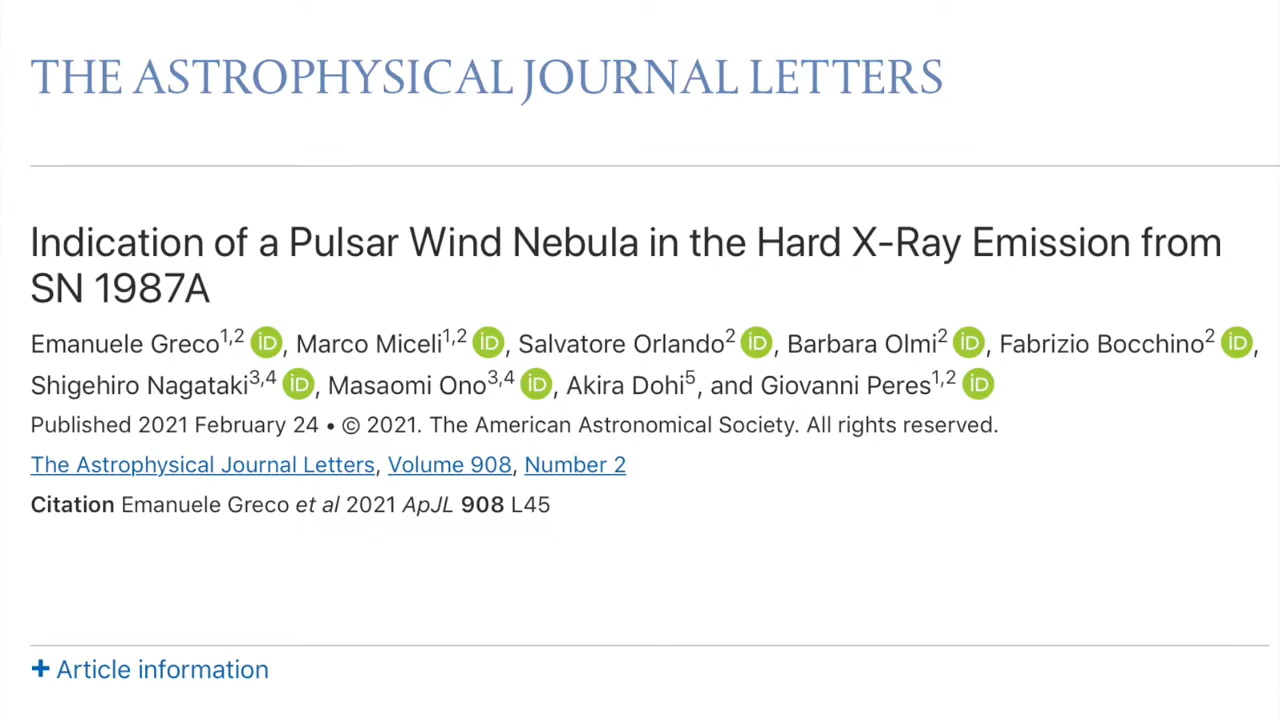 THE ASTROPHYSICAL JOURNAL LETTERS
Indication of a Pulsar Wind Nebula in the Hard X-Ray Emission from
SN 1987A
Emanuele Greco1,2 iD, Marco Miceli1,2 iD, Salvatore Orlando2 iD, Barbara Olmi2 iD, Fabrizio Bocchino2 iD,
Shigehiro Nagataki3,4 iD, Masaomi Ono3,4 iD, Akira Dohi5, and Giovanni Peres1,2 iD
Published 2021 February 24 • © 2021. The American Astronomical Society. All rights reserved.
The Astrophysical Journal Letters, Volume 908, Number 2
Citation Emanuele Greco et al 2021 ApJL 908 L45
+ Article information